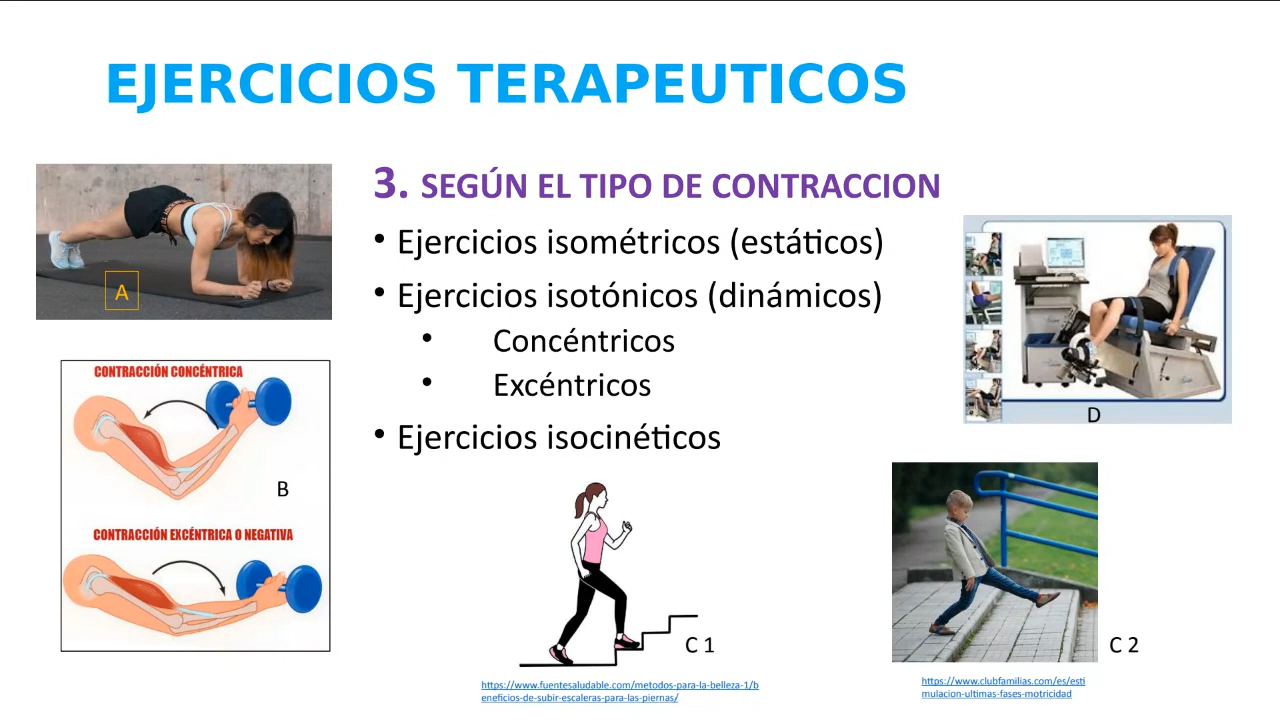 EJERCICIOS TERAPEUTICOS
3. SEGÚN EL TIPO DE CONTRACCION
• Ejercicios isométricos (estáticos)
• Ejercicios isotónicos (dinámicos)
• Concéntricos
• Excéntricos
• Ejercicios isocinéticos
A
CONTRACCIÓN CONCÉNTRICA
B
CONTRACCIÓN EXCÉNTRICA O NEGATIVA
D
C 1
https://www.fuentesaludable.com/metodos-para-la-belleza-1/b
eneficios-de-subir-escaleras-para-las-piernas/
C 2
https://www.clubfamilias.com/es/esti
mulacion-ultimas-fases-motricidad